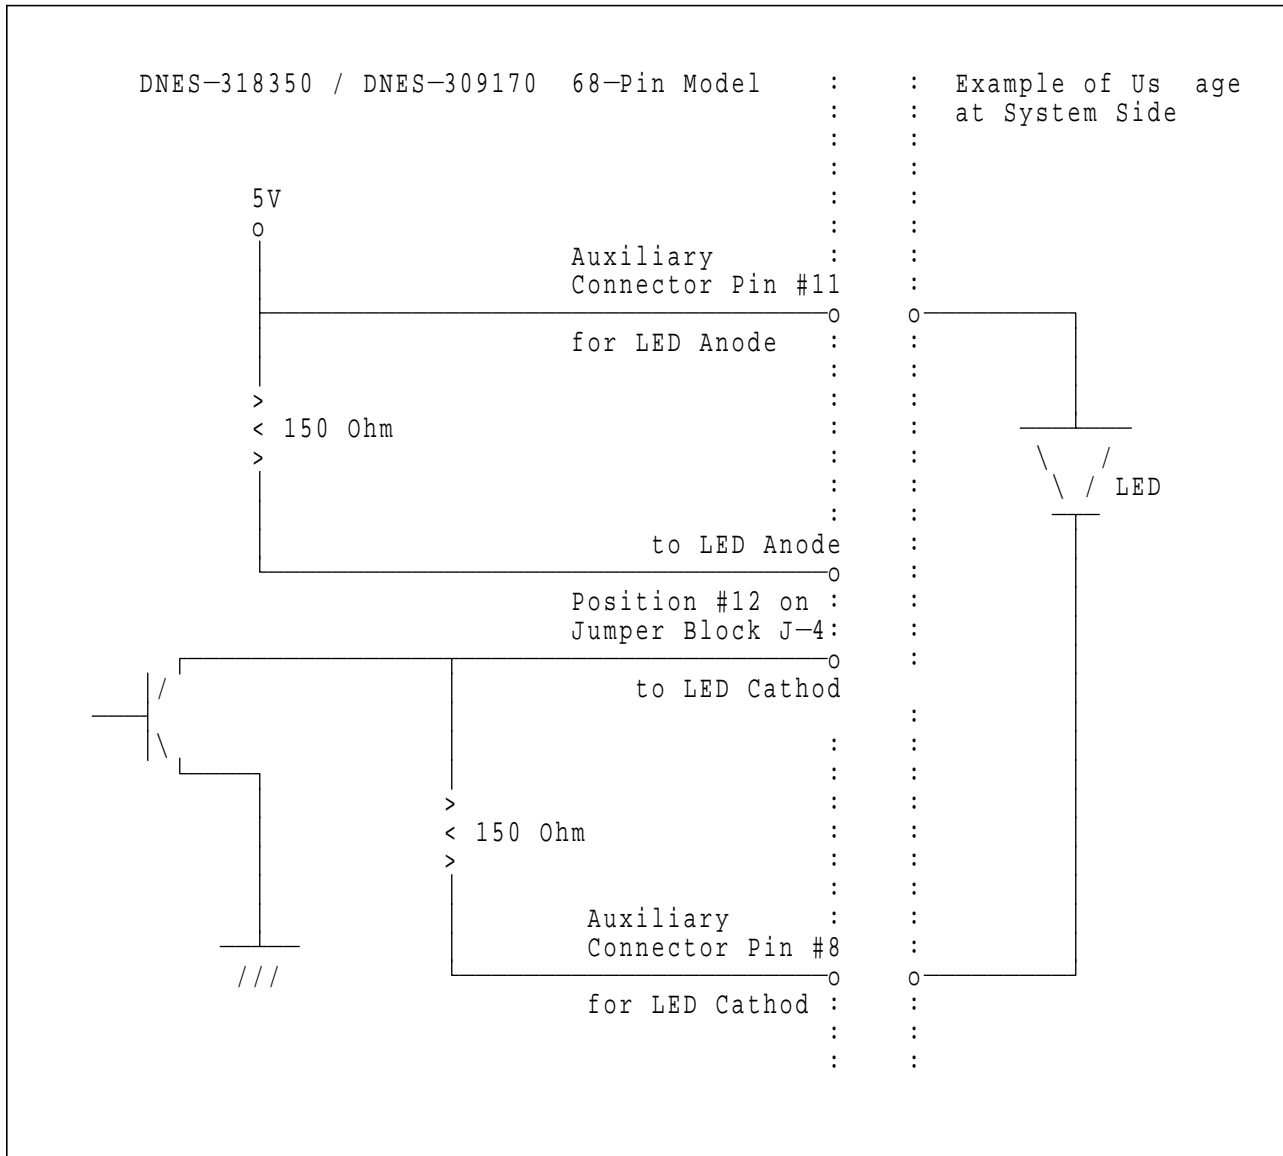 DNES—318350 / DNES—309170 68—Pin Model
Example of Us age
at System Side
5V
Auxiliary
Connector Pin #11
for LED Anode
150 Ohm
LED
to LED Anode
Position #12 on
Jumper Block J—4
to LED Cathod
150 Ohm
Auxiliary
Connector Pin #8
for LED Cathod